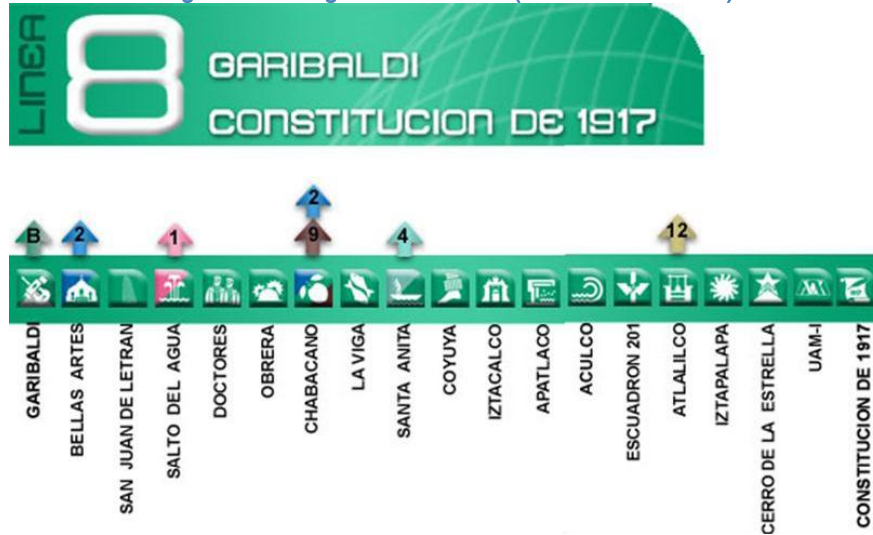 LINEA
8
GARIBALDI
CONSTITUCION DE 1917
2
B 2 1 9 4 12
GARIBALDI
BELLAS ARTES
SAN JUAN DE LETRAN
SALTO DEL AGUA
DOCTORES
OBRERA
CHABACANO
LA VIGA
SANTA ANITA
COYUYA
IZTACALCO
APATLACO
ACULCO
ESCUADRON 201
ATLALILCO
IZTAPALAPA
CERRO DE LA ESTRELLA
UAM-I
CONSTITUCION DE 1917